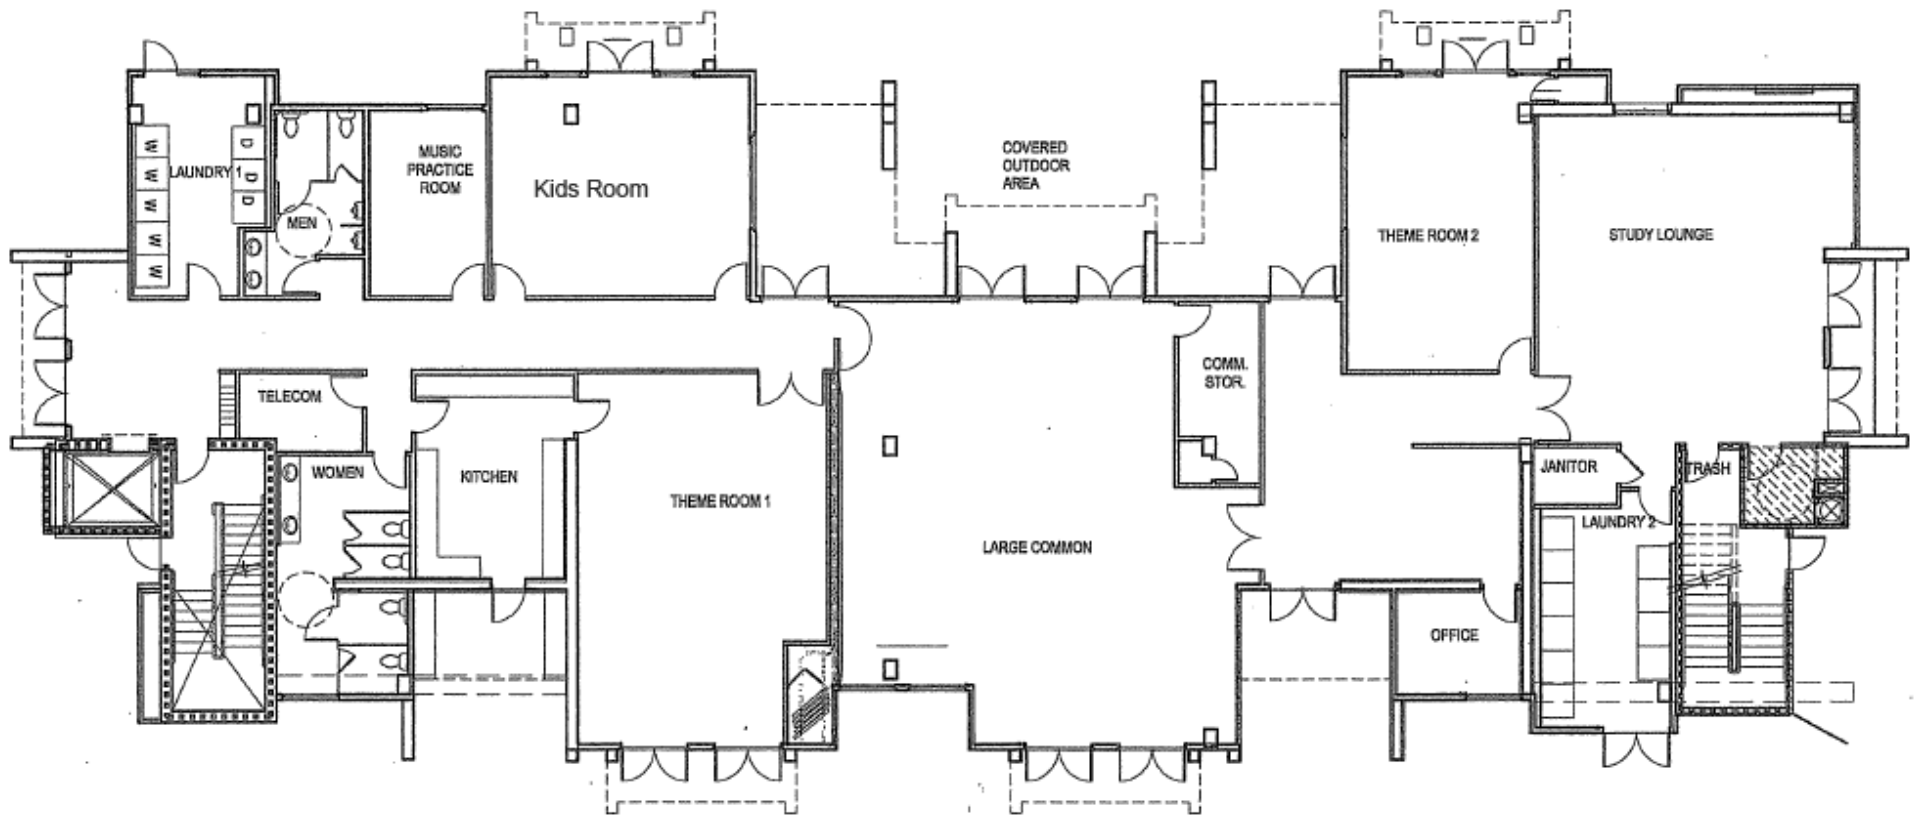 COVERED
OUTDOOR
AREA
MUSIC
PRACTICE
ROOM
LAUNDRY 1
W
W
W
W
W
D
D
D
Kids Room
MEN
THEME ROOM 2
STUDY LOUNGE
TELECOM
COMM.
STOR.
WOMEN
KITCHEN
THEME ROOM 1
LARGE COMMON
JANITOR
TRASH
LAUNDRY 2
OFFICE